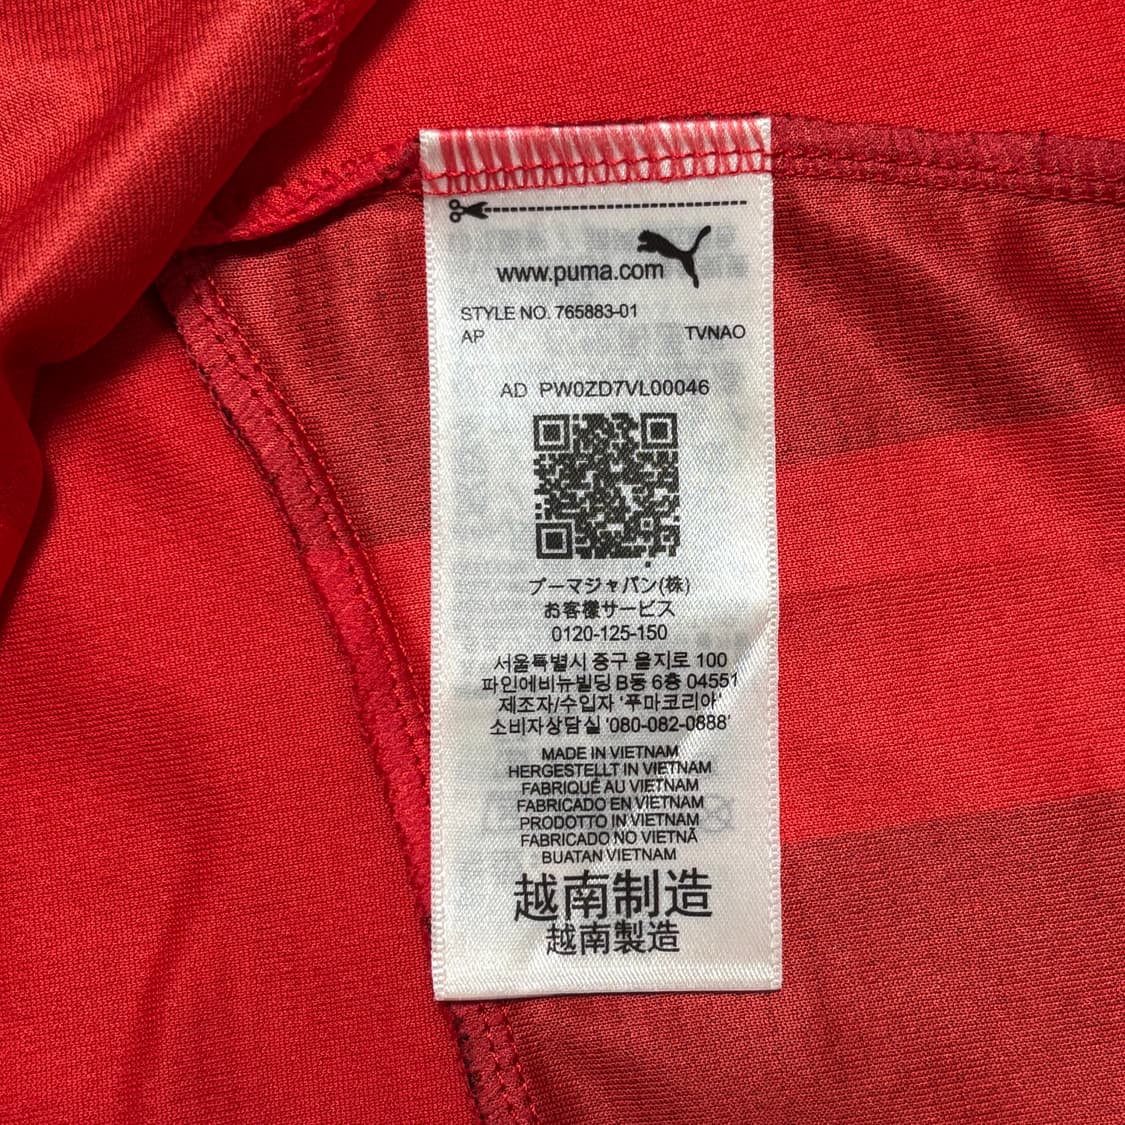 www.puma.com
STYLE NO. 765883-01
AP TVNAO
AD PW0ZD7VL00046
プーマジャパン(株)
お客様サービス
0120-125-150
서울특별시 중구 을지로 100
파인에비뉴빌딩 B동 6층 04551
제조자/수입자 '푸마코리아'
소비자상담실 '080-082-0888'
MADE IN VIETNAM
HERGESTELLT IN VIETNAM
FABRIQUÉ AU VIETNAM
FABRICADO EN VIETNAM
PRODOTTO IN VIETNAM
FABRICADO NO VIETNÃ
BUATAN VIETNAM
越南制造
越南製造